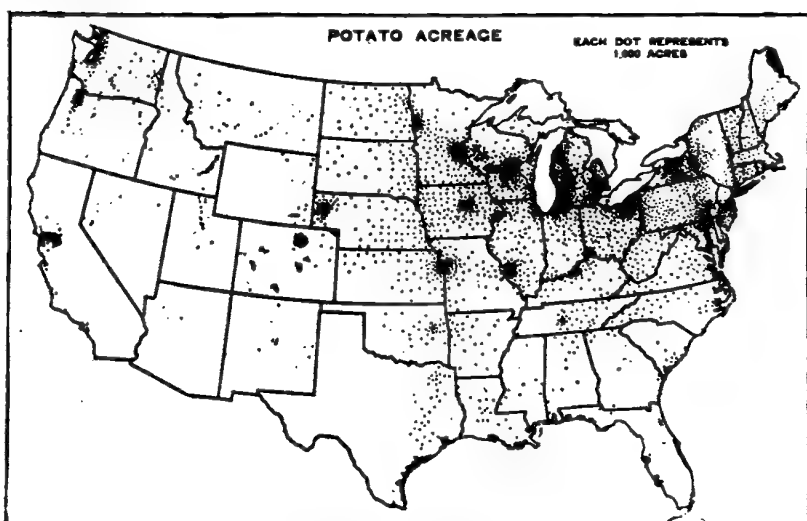 POTATO ACREAGE
EACH DOT REPRESENTS
1,000 ACRES